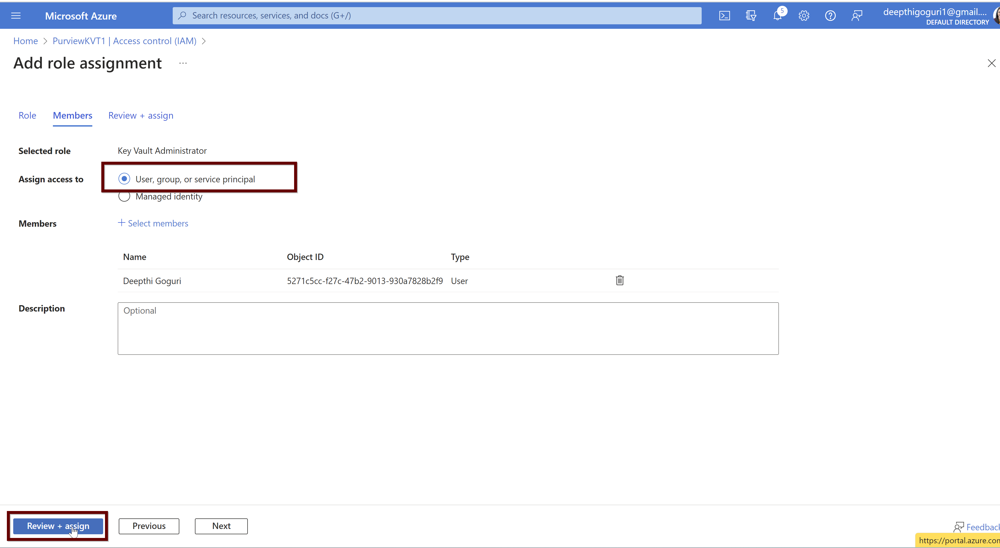 Microsoft Azure
Search resources, services, and docs (G+/)
5
deepthigoguri1@gmail....
DEFAULT DIRECTORY
Home > PurviewKVT1 | Access control (IAM) >
Add role assignment ...
Role Members Review + assign
Selected role Key Vault Administrator
Assign access to User, group, or service principal
Managed identity
Members + Select members
Name Object ID Type
Deepthi Goguri 5271c5cc-f27c-47b2-9013-930a7828b2f9 User
Description Optional
Review + assign Previous Next
Feedback
https://portal.azure.com